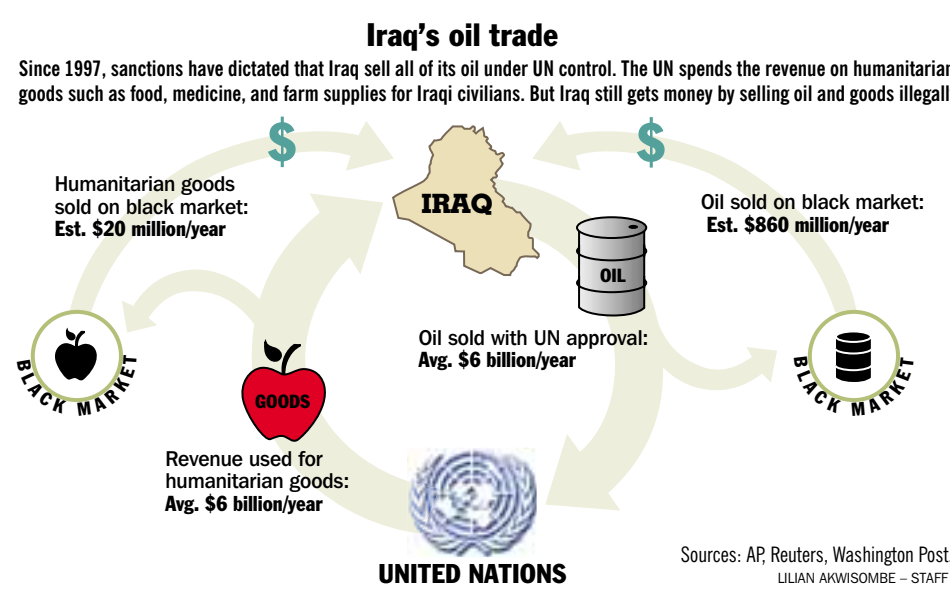 Iraq's oil trade
Since 1997, sanctions have dictated that Iraq sell all of its oil under UN control. The UN spends the revenue on humanitarian
goods such as food, medicine, and farm supplies for Iraqi civilians. But Iraq still gets money by selling oil and goods illegall
$
$
Humanitarian goods
sold on black market:
Est. $20 million/year
IRAQ
Oil sold on black market:
Est. $860 million/year
OIL
Oil sold with UN approval:
Avg. $6 billion/year
BLACK MARKET
BLACK MARKET
GOODS
Revenue used for
humanitarian goods:
Avg. $6 billion/year
UNITED NATIONS
Sources: AP, Reuters, Washington Post
LILIAN AKWISOMBE – STAFF